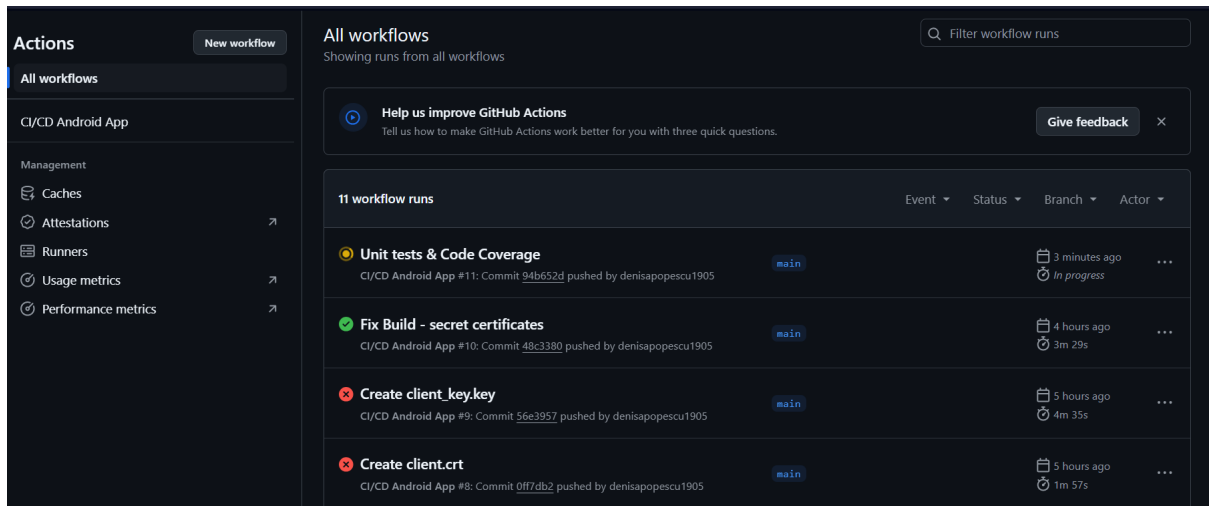 Actions
New workflow
All workflows
CI/CD Android App
Management
Caches
Attestations
Runners
Usage metrics
Performance metrics
All workflows
Showing runs from all workflows
Filter workflow runs
Help us improve GitHub Actions
Tell us how to make GitHub Actions work better for you with three quick questions.
Give feedback
11 workflow runs
Event
Status
Branch
Actor
Unit tests & Code Coverage
CI/CD Android App #11: Commit 94b652d pushed by denisapopescu1905
main
3 minutes ago
In progress
Fix Build - secret certificates
CI/CD Android App #10: Commit 48c3380 pushed by denisapopescu1905
main
4 hours ago
3m 29s
Create client_key.key
CI/CD Android App #9: Commit 56e3957 pushed by denisapopescu1905
main
5 hours ago
4m 35s
Create client.crt
CI/CD Android App #8: Commit 0ff7db2 pushed by denisapopescu1905
main
5 hours ago
1m 57s